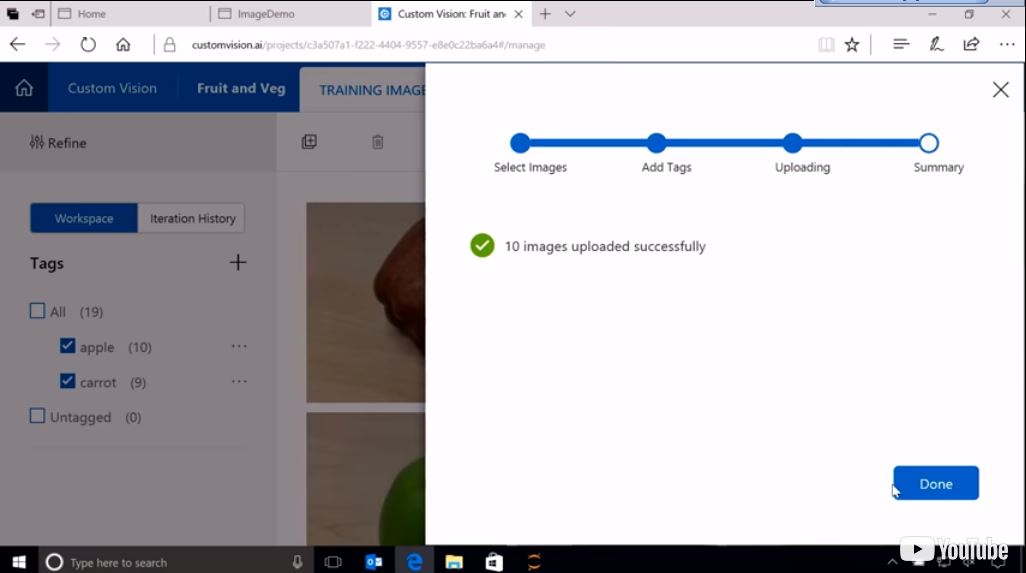 Home
ImageDemo
Custom Vision: Fruit an
customvision.ai/projects/c3a507a1-f222-4404-9557-e8e0c22ba6a4#/manage
Custom Vision
Fruit and Veg
TRAINING IMAGE
Refine
Select Images
Add Tags
Uploading
Summary
Workspace
Iteration History
10 images uploaded successfully
Tags
All (19)
apple (10)
carrot (9)
Untagged (0)
Done
YouTube
Type here to search